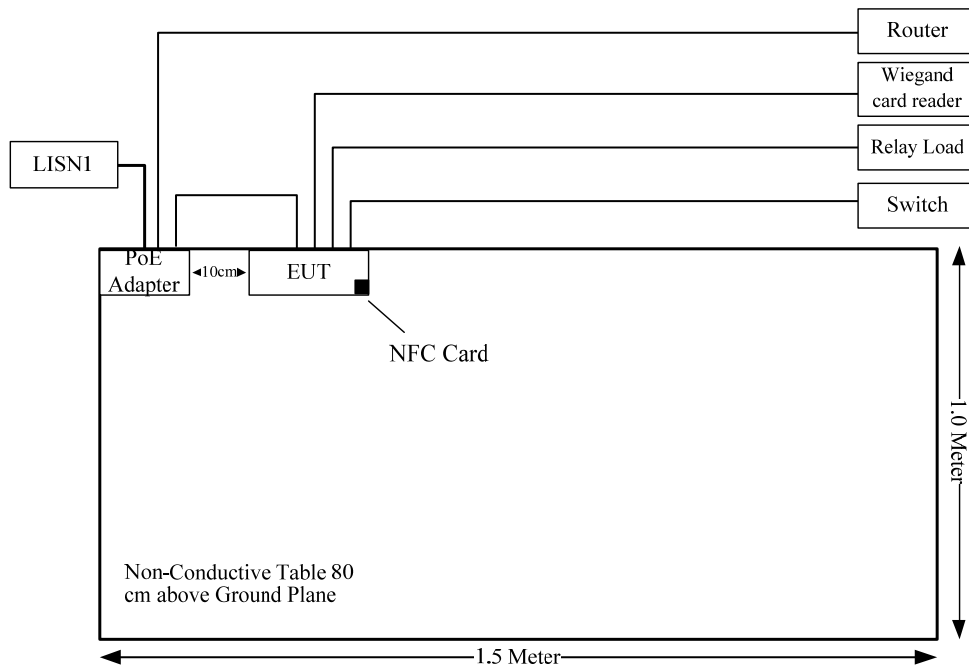 Router
Wiegand
card reader
LISN1
Relay Load
Switch
PoE
Adapter
10cm
EUT
NFC Card
1.0 Meter
Non-Conductive Table 80
cm above Ground Plane
1.5 Meter